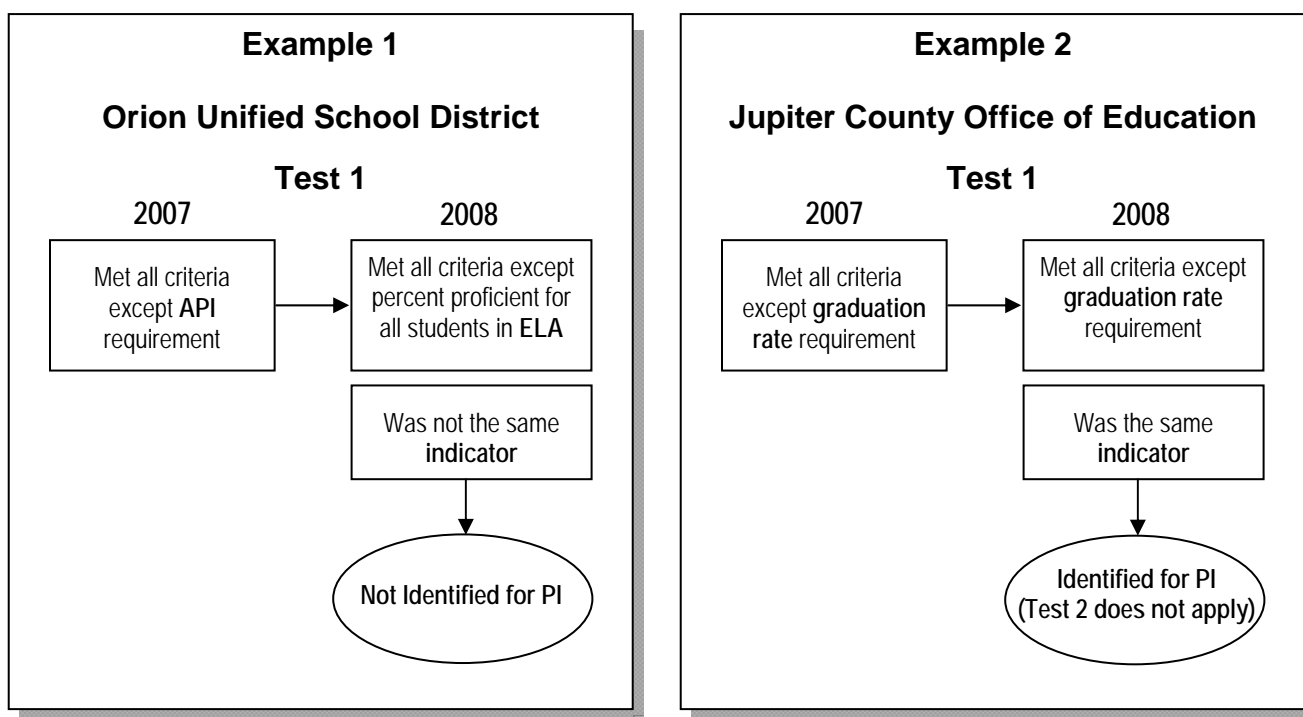 Example 1
Orion Unified School District
Test 1
2007
2008
Met all criteria
except API
requirement
Met all criteria except
percent proficient for
all students in ELA
Was not the same
indicator
Not Identified for PI
Example 2
Jupiter County Office of Education
Test 1
2007
2008
Met all criteria
except graduation
rate requirement
Met all criteria except
graduation rate
requirement
Was the same
indicator
Identified for PI
(Test 2 does not apply)